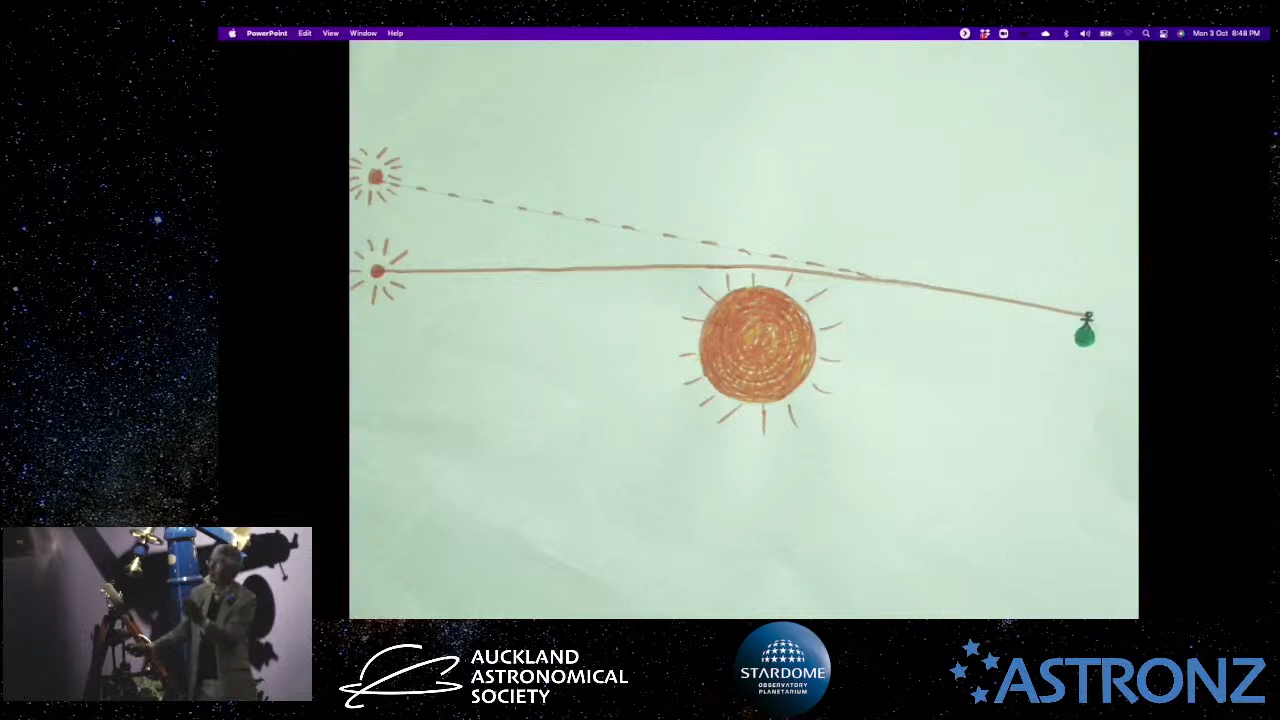 PowerPoint Edit View Window Help
Mon 3 Oct 8:48 PM
AUCKLAND
ASTRONOMICAL
SOCIETY
STARDOME
OBSERVATORY
PLANETARIUM
ASTRONZ